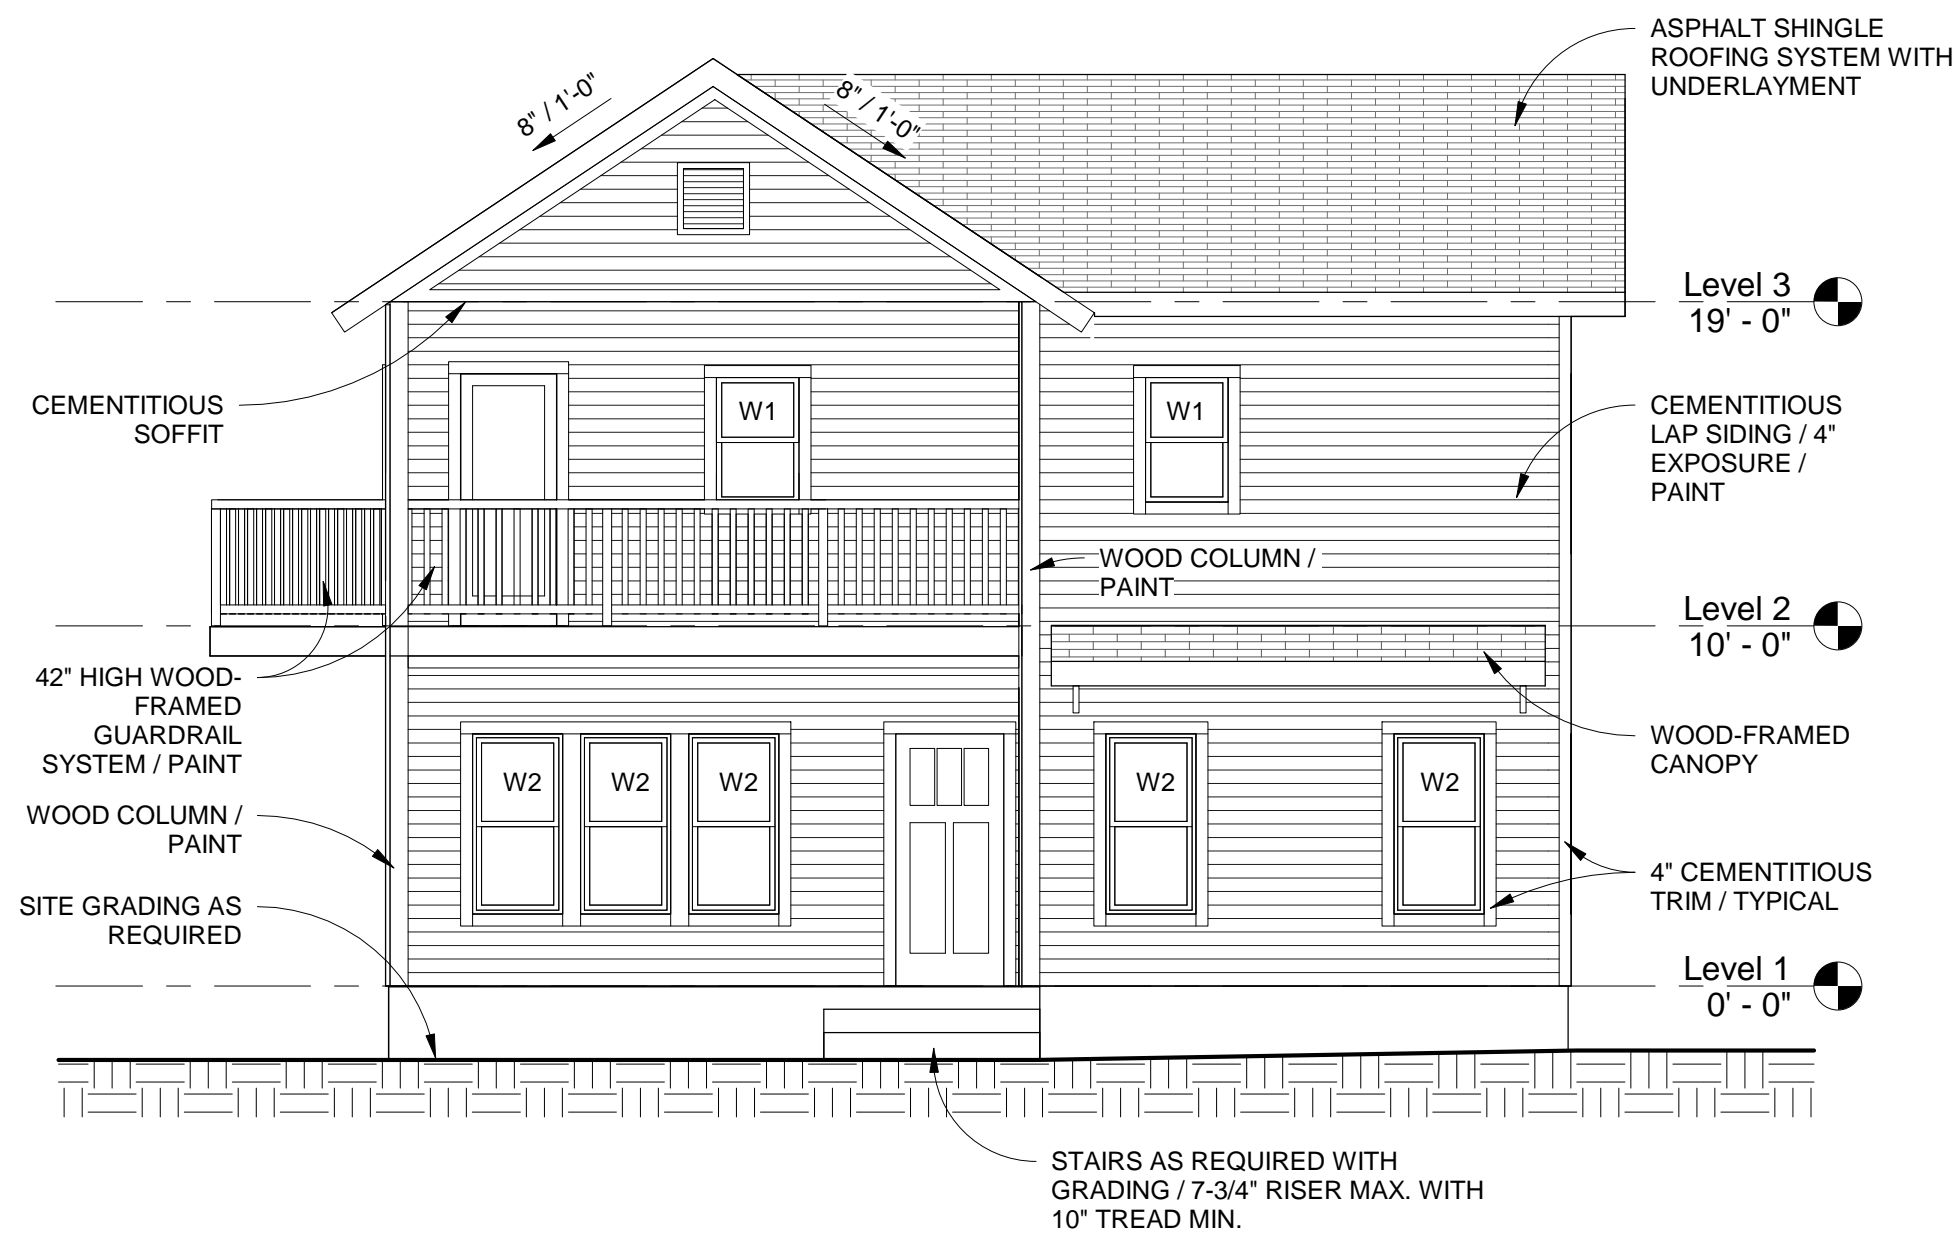 ASPHALT SHINGLE
ROOFING SYSTEM WITH
UNDERLAYMENT
8" / 1'-0"
8" / 1'-0"
Level 3
19' - 0"
CEMENTITIOUS
SOFFIT
W1
W1
CEMENTITIOUS
LAP SIDING / 4"
EXPOSURE /
PAINT
WOOD COLUMN /
PAINT
Level 2
10' - 0"
42" HIGH WOOD-
FRAMED
GUARDRAIL
SYSTEM / PAINT
WOOD-FRAMED
CANOPY
W2
W2
W2
W2
W2
WOOD COLUMN /
PAINT
4" CEMENTITIOUS
TRIM / TYPICAL
SITE GRADING AS
REQUIRED
Level 1
0' - 0"
STAIRS AS REQUIRED WITH
GRADING / 7-3/4" RISER MAX. WITH
10" TREAD MIN.